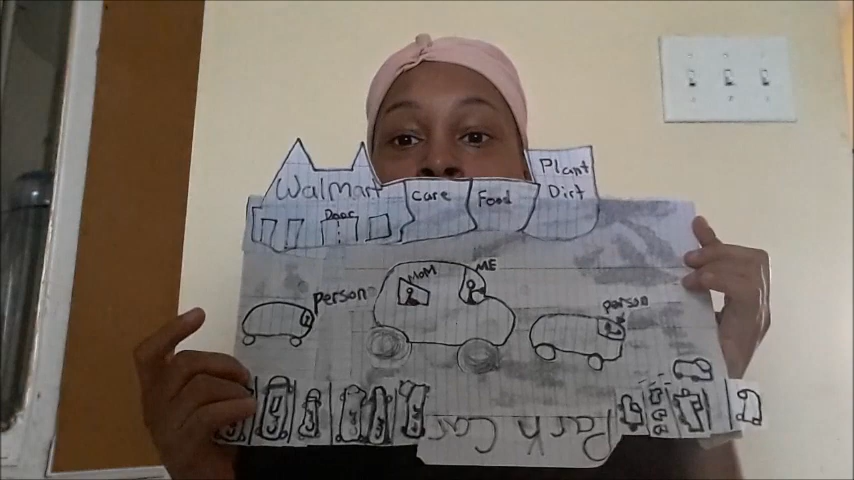 Walmart
Care
Food
Plant
Dirt
Door
MOM
ME
person
person
Park Car